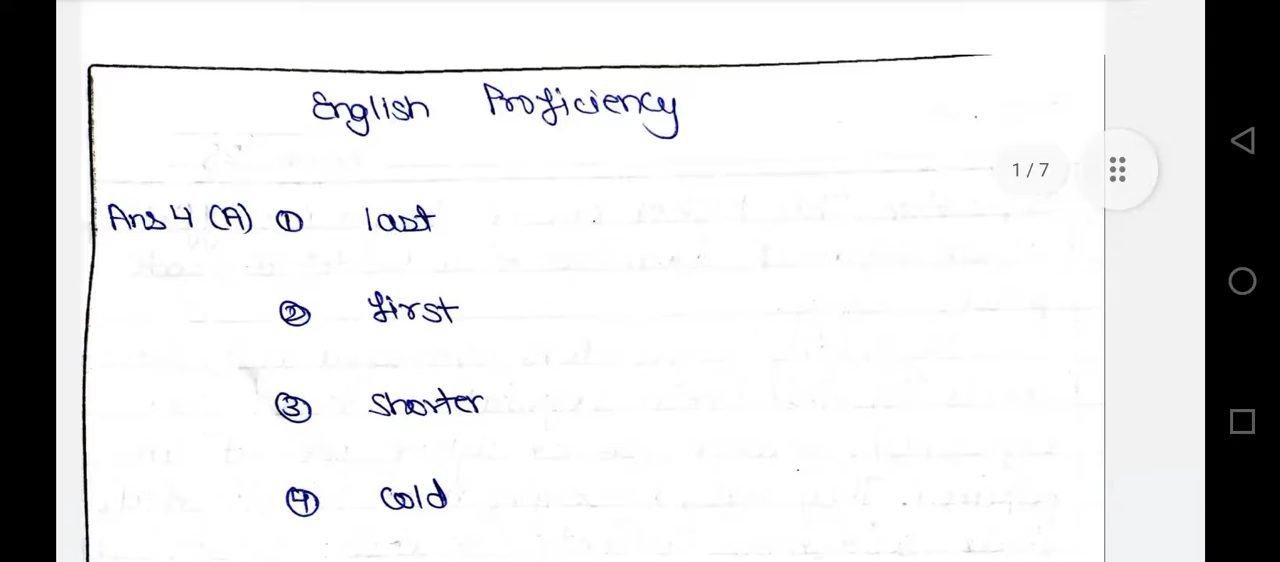 English Proficiency
1 / 7
Ans 4 (A) ① last
② first
③ shorter
④ cold